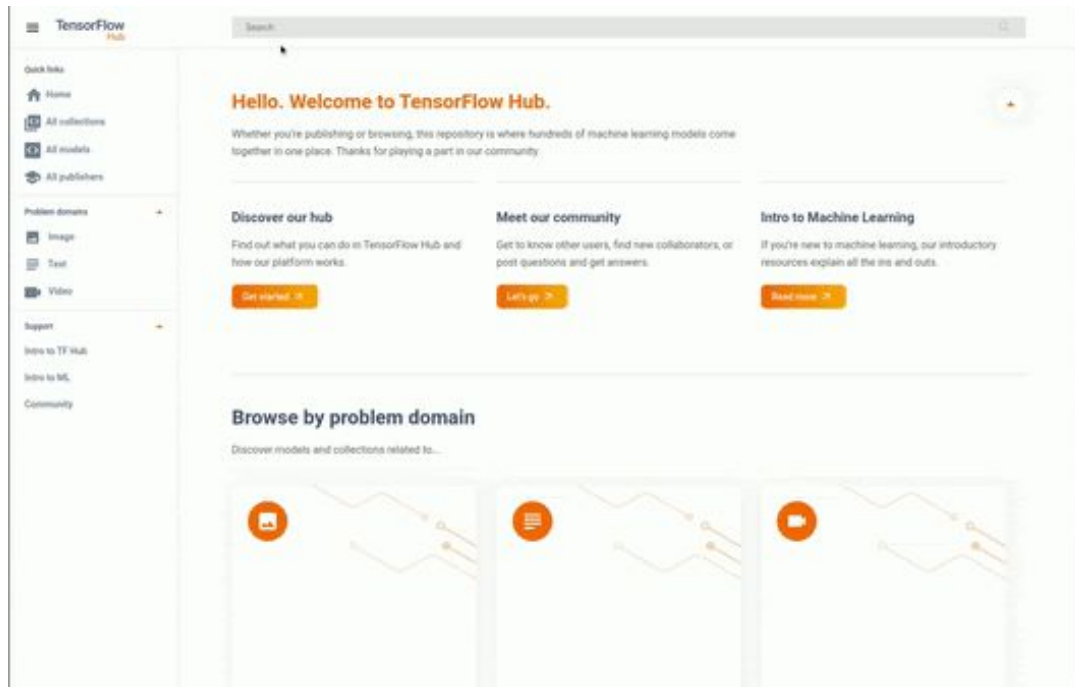 TensorFlow
Hub
Search
Quick links
Home
All collections
All models
All publishers
Problem domains
Image
Text
Video
Support
Intro to TF Hub
Intro to ML
Community
Hello. Welcome to TensorFlow Hub.
Whether you're publishing or browsing, this repository is where hundreds of machine learning models come
together in one place. Thanks for playing a part in our community.
Discover our hub
Find out what you can do in TensorFlow Hub and
how our platform works.
Get started
Meet our community
Get to know other users, find new collaborators, or
post questions and get answers.
Let's go
Intro to Machine Learning
If you're new to machine learning, our introductory
resources explain all the ins and outs.
Read more
Browse by problem domain
Discover models and collections related to...